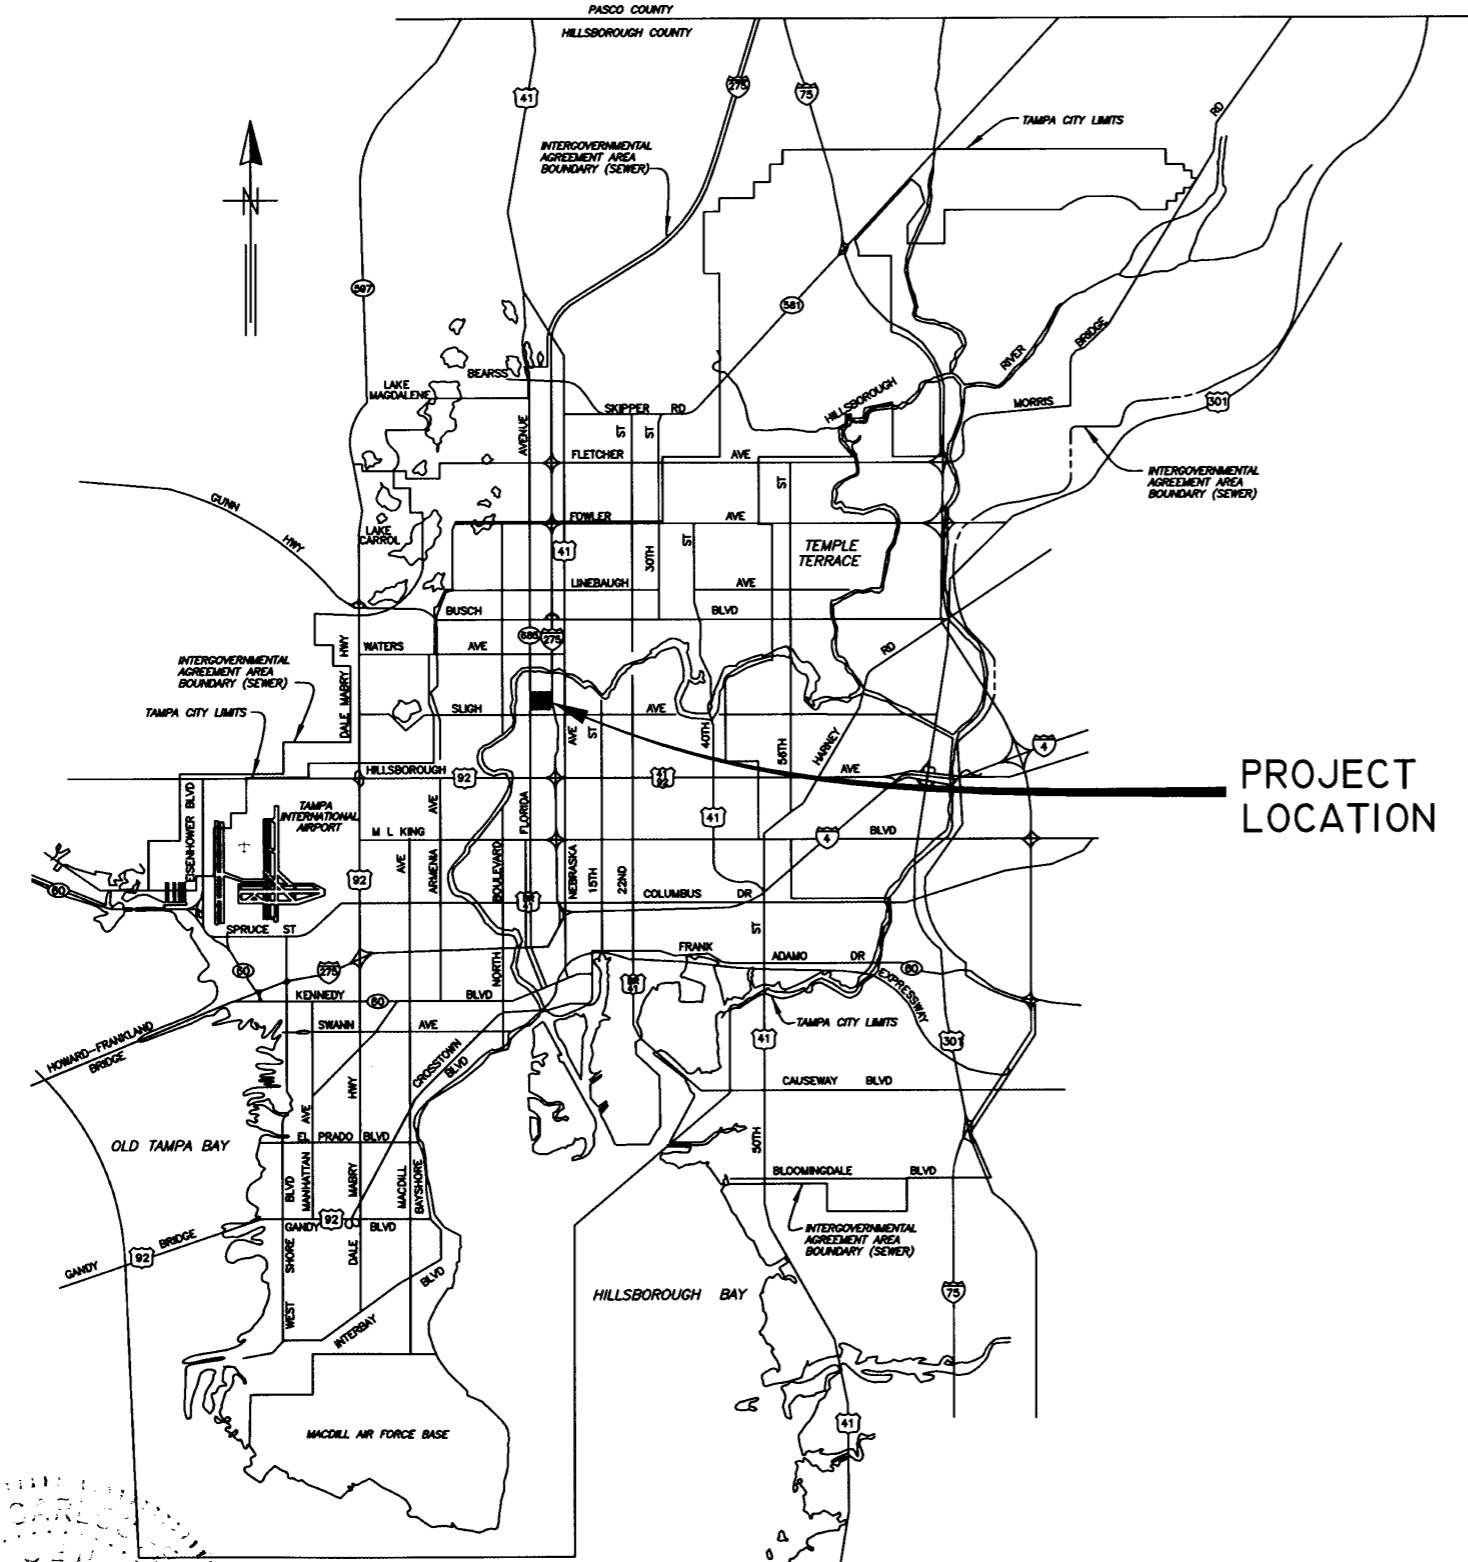 PASCO COUNTY
HILLSBOROUGH COUNTY
41
275
75
TAMPA CITY LIMITS
RD
INTERGOVERNMENTAL
AGREEMENT AREA
BOUNDARY (SEWER)
N
597
581
BRIDGE
RIVER
BEARSS
LAKE
MAGDALENE
HILLSBOROUGH
MORRIS
301
SKIPPER RD
AVENUE
ST
ST
FLETCHER AVE
INTERGOVERNMENTAL
AGREEMENT AREA
BOUNDARY (SEWER)
ST
GUNN
HWY
LAKE
CARROL
FOWLER AVE
41
30TH
ST
TEMPLE
TERRACE
LINEBAUGH AVE
BUSCH BLVD
685
275
WATERS AVE
RD
HWY
INTERGOVERNMENTAL
AGREEMENT AREA
BOUNDARY (SEWER)
TAMPA CITY LIMITS
DALE MABRY
SLIGH AVE
AVE
ST
40TH
56TH
HARNEY
4
HILLSBOROUGH
92
41
92
AVE
PROJECT
LOCATION
EISENHOWER BLVD
TAMPA
INTERNATIONAL
AIRPORT
AVE
FLORIDA
41
M L KING
4
BLVD
AVE
ARMENIA
BOULEVARD
NEBRASKA
15TH
22ND
60
92
41
COLUMBUS DR
SPRUCE ST
ST
FRANK
ADAMO DR
60
60
275
NORTH
41
EXPRESSWAY
KENNEDY
60
BLVD
SWANN AVE
TAMPA CITY LIMITS
41
301
HOWARD-FRANKLAND
BRIDGE
CROSSTOWN
BLVD
HWY
CAUSEWAY BLVD
AVE
OLD TAMPA BAY
EL PRADO BLVD
50TH
BLVD
MANHATTAN
MABRY
MACDILL
BAYSHORE
BLOOMINGDALE BLVD
GANDY
92
BLVD
INTERGOVERNMENTAL
AGREEMENT AREA
BOUNDARY (SEWER)
BRIDGE
92
GANDY
SHORE
DALE
BLVD
HILLSBOROUGH BAY
75
WEST
INTERBAY
41
MACDILL AIR FORCE BASE